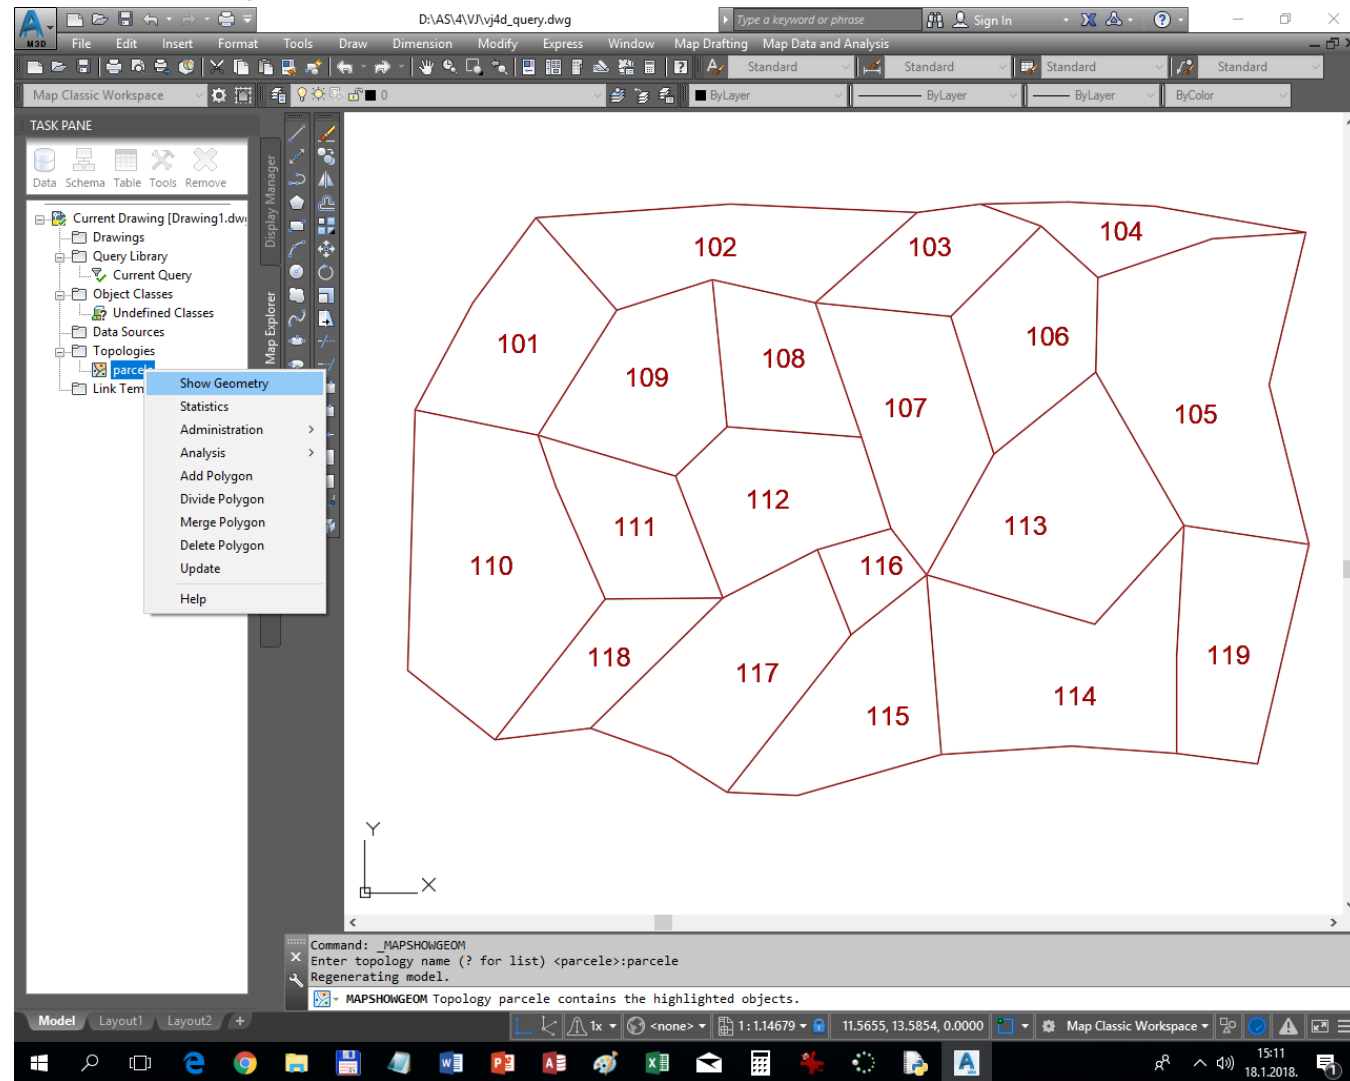 D:\AS\4\VJ\vj4d_query.dwg
Type a keyword or phrase
Sign In
M3D
File Edit Insert Format Tools Draw Dimension Modify Express Window Map Drafting Map Data and Analysis
Standard Standard Standard Standard
Map Classic Workspace 0 ByLayer ByLayer ByLayer ByColor
TASK PANE
Data Schema Table Tools Remove
Display Manager
Map Explorer
Current Drawing [Drawing1.dw
Drawings
Query Library
Current Query
Object Classes
Undefined Classes
Data Sources
Topologies
parcele
Link Tem
Show Geometry
Statistics
Administration
Analysis
Add Polygon
Divide Polygon
Merge Polygon
Delete Polygon
Update
Help
102 103 104
101 109 108 106
107 105
112 113
111
110 116
118 117 119
115 114
Y
X
Command: _MAPSHOWGEOM
Enter topology name (? for list) <parcele>:parcele
Regenerating model.
MAPSHOWGEOM Topology parcele contains the highlighted objects.
Model Layout1 Layout2 +
1x <none> 1:1.14679 11.5655, 13.5854, 0.0000 Map Classic Workspace
15:11
18.1.2018.